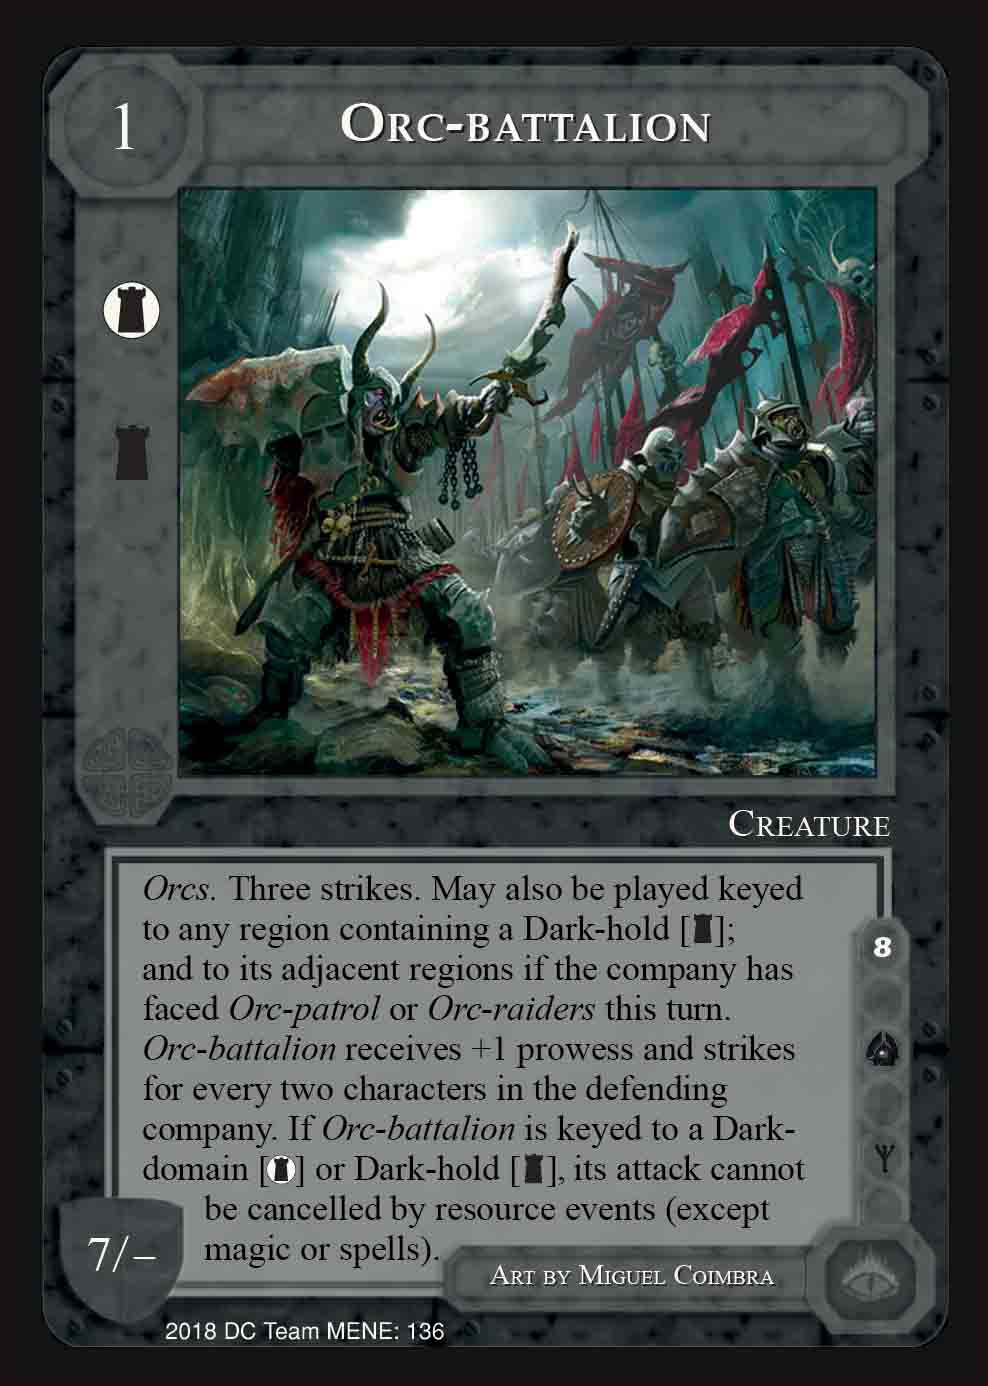 1
Orc-battalion
Creature
Orcs. Three strikes. May also be played keyed
to any region containing a Dark-hold [];
and to its adjacent regions if the company has
faced Orc-patrol or Orc-raiders this turn.
Orc-battalion receives +1 prowess and strikes
for every two characters in the defending
company. If Orc-battalion is keyed to a Dark-
domain [] or Dark-hold [], its attack cannot
be cancelled by resource events (except
magic or spells).
8
7/–
Art by Miguel Coimbra
2018 DC Team MENE: 136